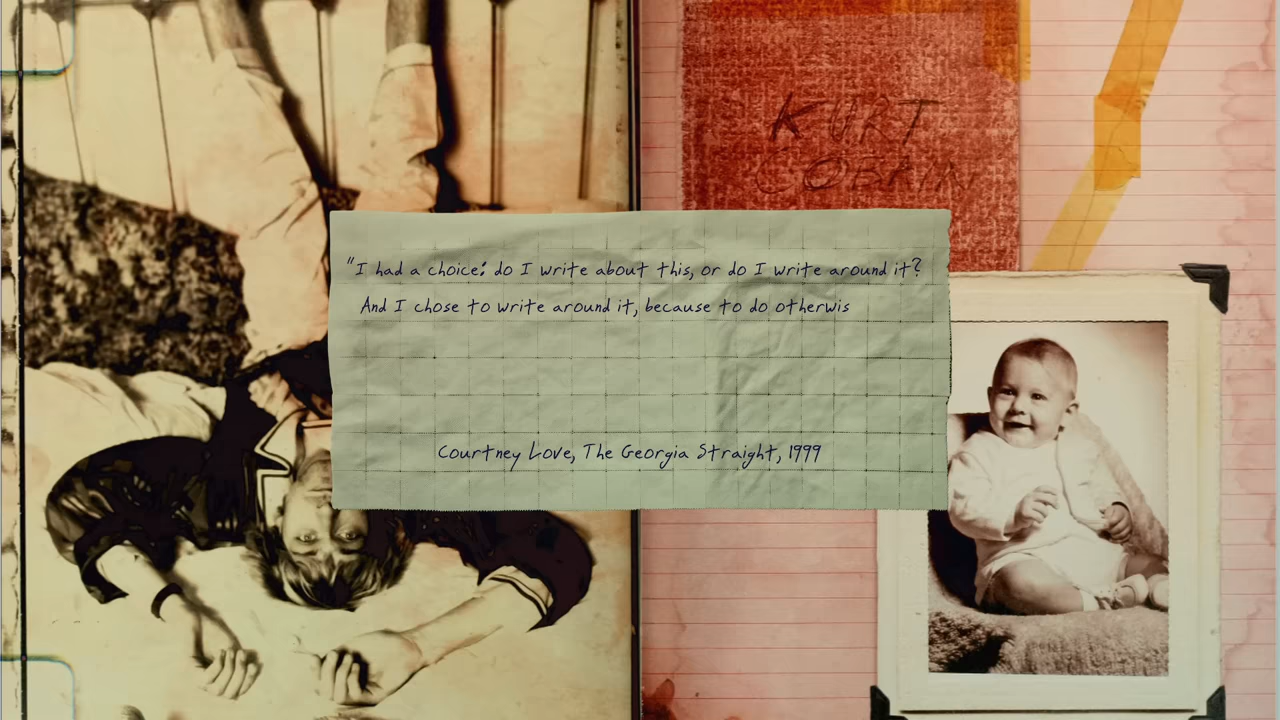 KURT
COBAIN
"I had a choice: do I write about this, or do I write around it?
And I chose to write around it, because to do otherwis
Courtney Love, The Georgia Straight, 1999